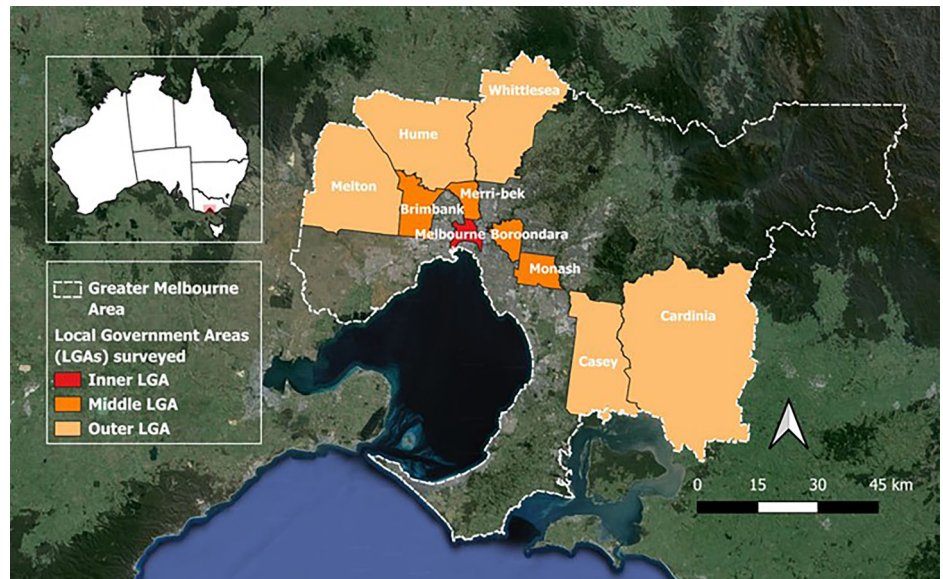 Whittlesea
Hume
Melton
Merri-bek
Brimbank
Melbourne
Boroondara
Monash
Cardinia
Casey
Greater Melbourne
Area
Local Government Areas
(LGAs) surveyed
Inner LGA
Middle LGA
Outer LGA
0 15 30 45 km